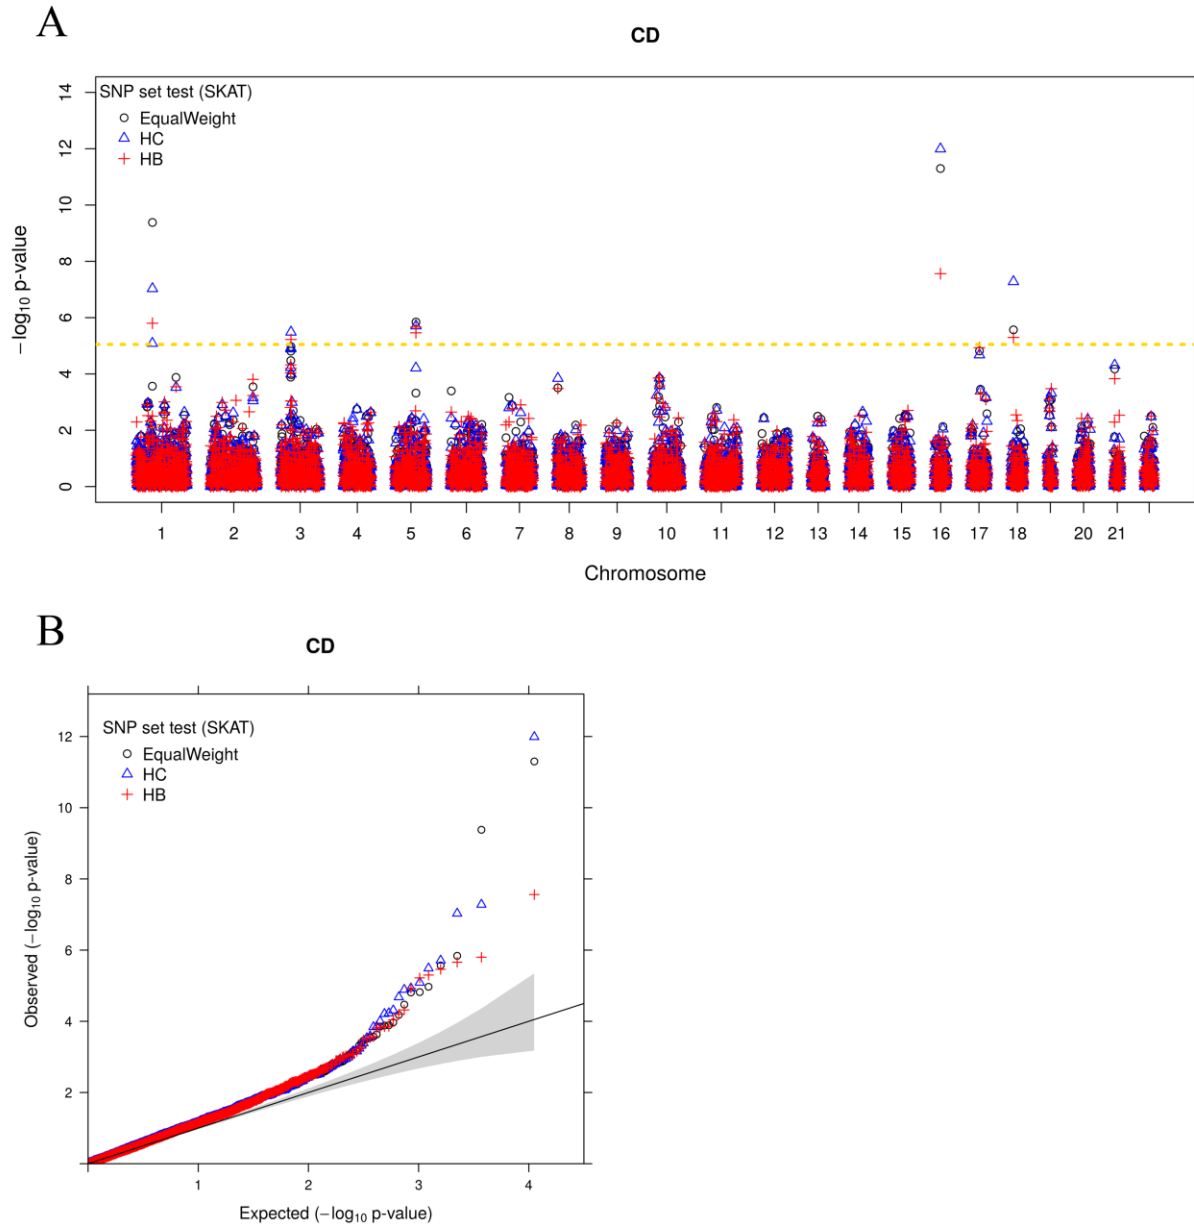 A
CD
SNP set test (SKAT)
EqualWeight
HC
HB
14
12
10
8
6
4
2
0
−log10 p-value
1 2 3 4 5 6 7 8 9 10 11 12 13 14 15 16 17 18 20 21
Chromosome
B
CD
SNP set test (SKAT)
EqualWeight
HC
HB
12
10
8
6
4
2
Observed (−log10 p-value)
1 2 3 4
Expected (−log10 p-value)